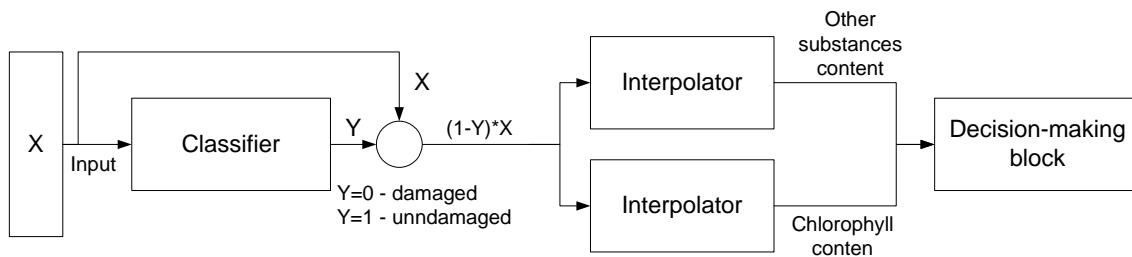 X
Input
Classifier
X
Y
Y=0 - damaged
Y=1 - unndamaged
(1-Y)*X
Interpolator
Interpolator
Other
substances
content
Chlorophyll
conten
Decision-making
block